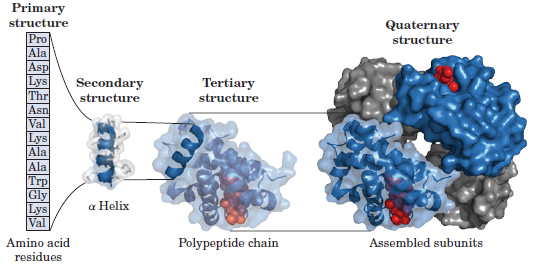 Primary
structure
Pro
Ala
Asp
Lys
Thr
Asn
Val
Lys
Ala
Ala
Trp
Gly
Lys
Val
Amino acid
residues
Secondary
structure
α Helix
Tertiary
structure
Polypeptide chain
Quaternary
structure
Assembled subunits